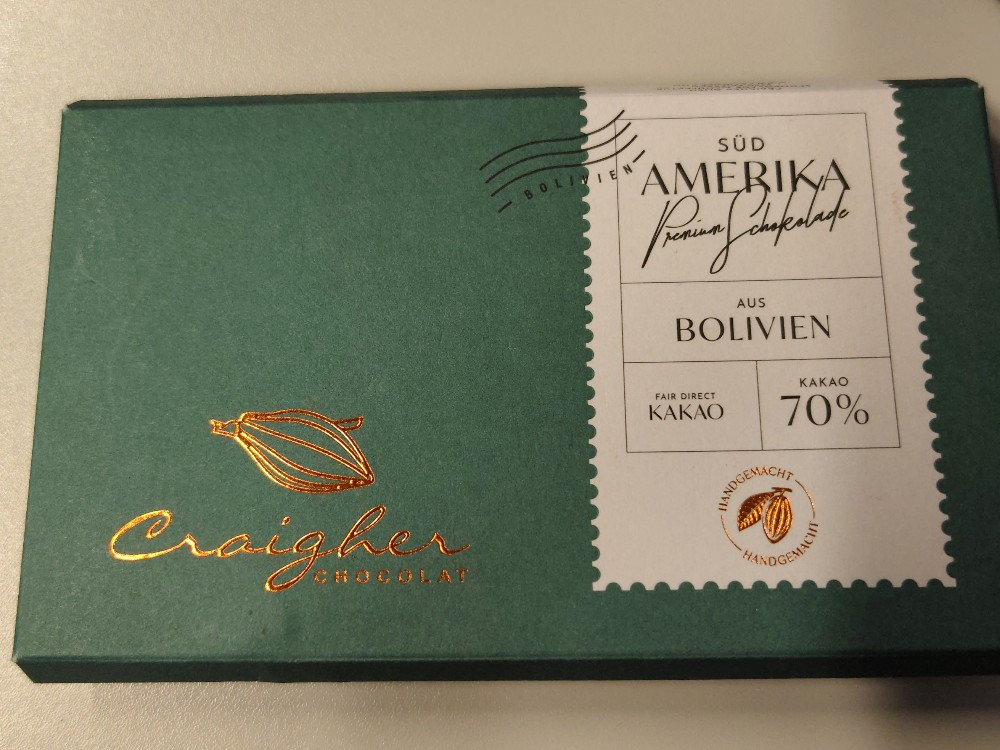 BOLIVIEN
SÜD
AMERIKA
Premium Schokolade
AUS
BOLIVIEN
FAIR DIRECT
KAKAO
KAKAO
70%
HANDGEMACHT
HANDGEMACHT
Craigher
CHOCOLAT